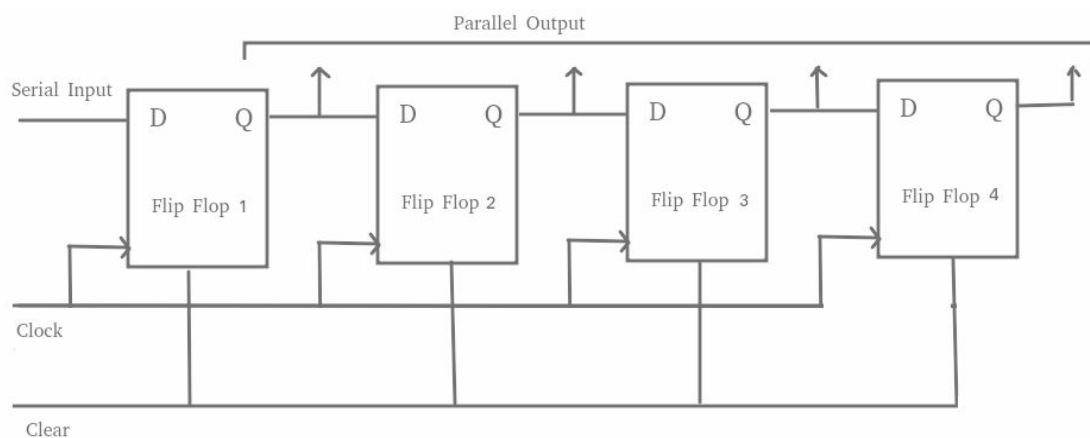 Parallel Output
Serial Input
D Q
D Q
D Q
D Q
Flip Flop 1
Flip Flop 2
Flip Flop 3
Flip Flop 4
Clock
Clear